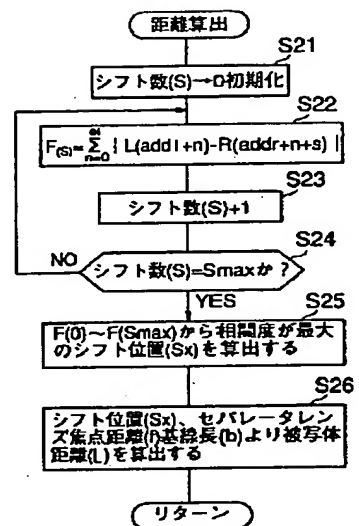 距離算出
S21
シフト数(S)→0初期化
S22
F(S)=Σ n=0 | L(addl+n)-R(addr+n+s) |
S23
シフト数(S)+1
S24
NO シフト数(S)=Smaxか?
YES
S25
F(0)~F(Smax)から相関度が最大
のシフト位置(Sx)を算出する
S26
シフト位置(Sx)、セパレータレン
ズ焦点距離(f)基線長(b)より被写体
距離(L)を算出する
リターン